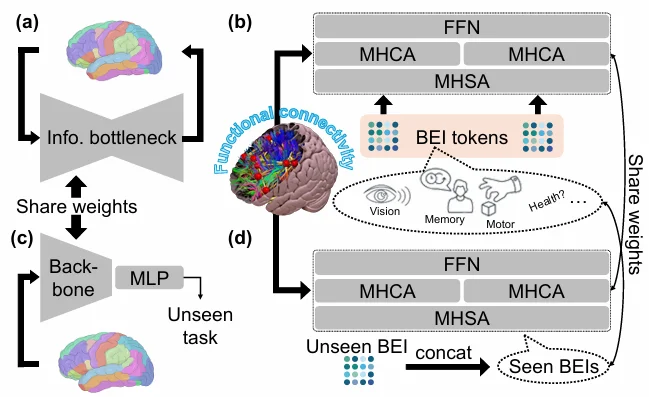 (a)
Info. bottleneck
Share weights
(c)
Back-
bone
MLP
Unseen
task
(b)
FFN
MHCA
MHCA
MHSA
BEI tokens
Functional connectivity
Vision
Memory
Motor
Health?
...
Share weights
(d)
FFN
MHCA
MHCA
MHSA
Unseen BEI
concat
Seen BEIs